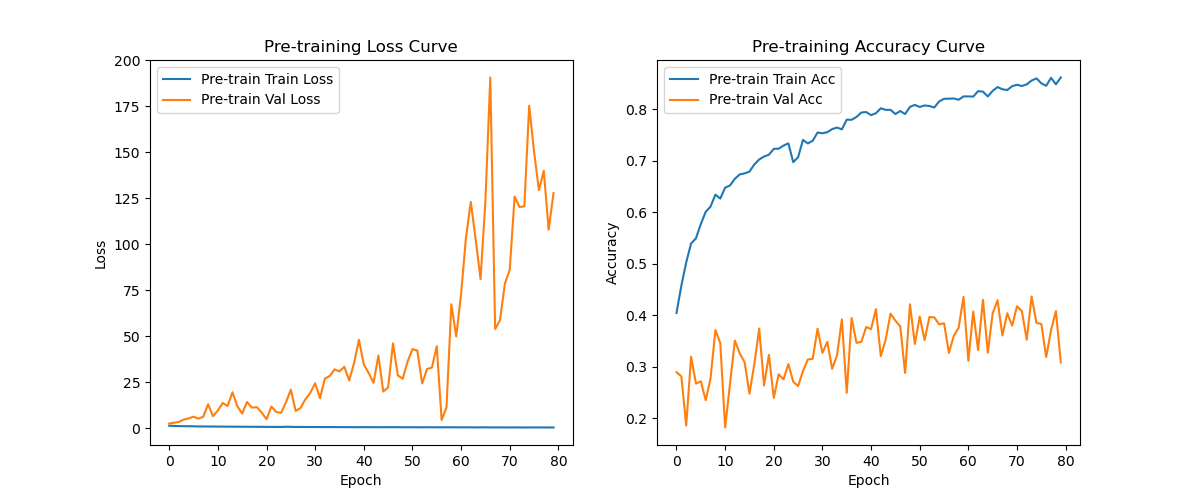 Pre-training Loss Curve
Pre-train Train Loss
Pre-train Val Loss
200
175
150
125
100
75
50
25
0
Loss
0 10 20 30 40 50 60 70 80
Epoch
Pre-training Accuracy Curve
Pre-train Train Acc
Pre-train Val Acc
0.8
0.7
0.6
0.5
0.4
0.3
0.2
Accuracy
0 10 20 30 40 50 60 70 80
Epoch